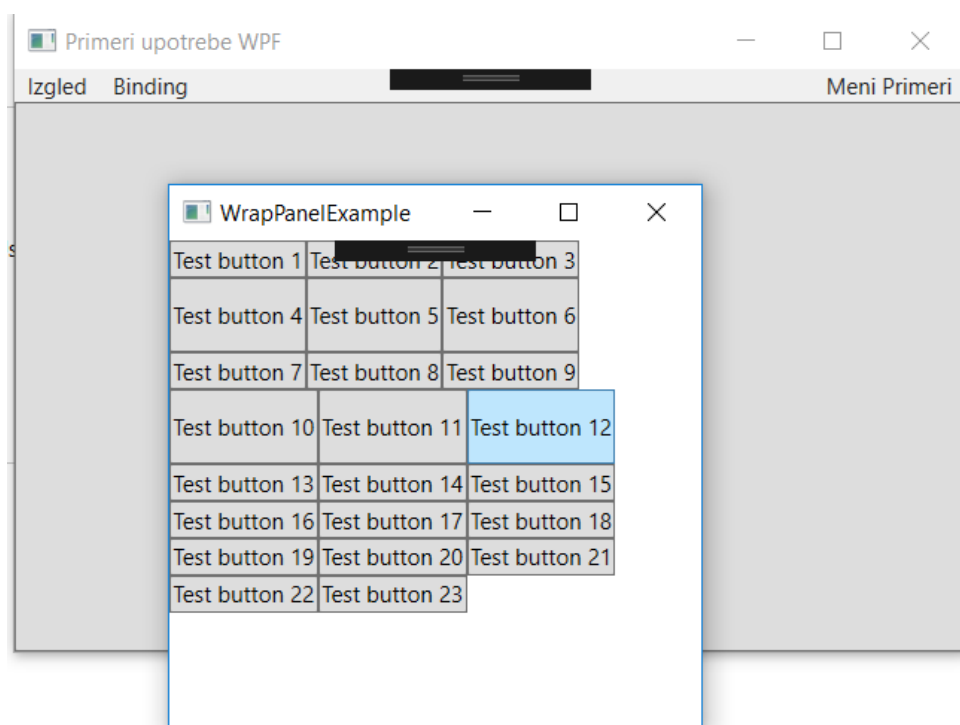 Primeri upotrebe WPF
Izgled Binding Meni Primeri
WrapPanelExample
Test button 1 Test button 2 Test button 3
Test button 4 Test button 5 Test button 6
Test button 7 Test button 8 Test button 9
Test button 10 Test button 11 Test button 12
Test button 13 Test button 14 Test button 15
Test button 16 Test button 17 Test button 18
Test button 19 Test button 20 Test button 21
Test button 22 Test button 23